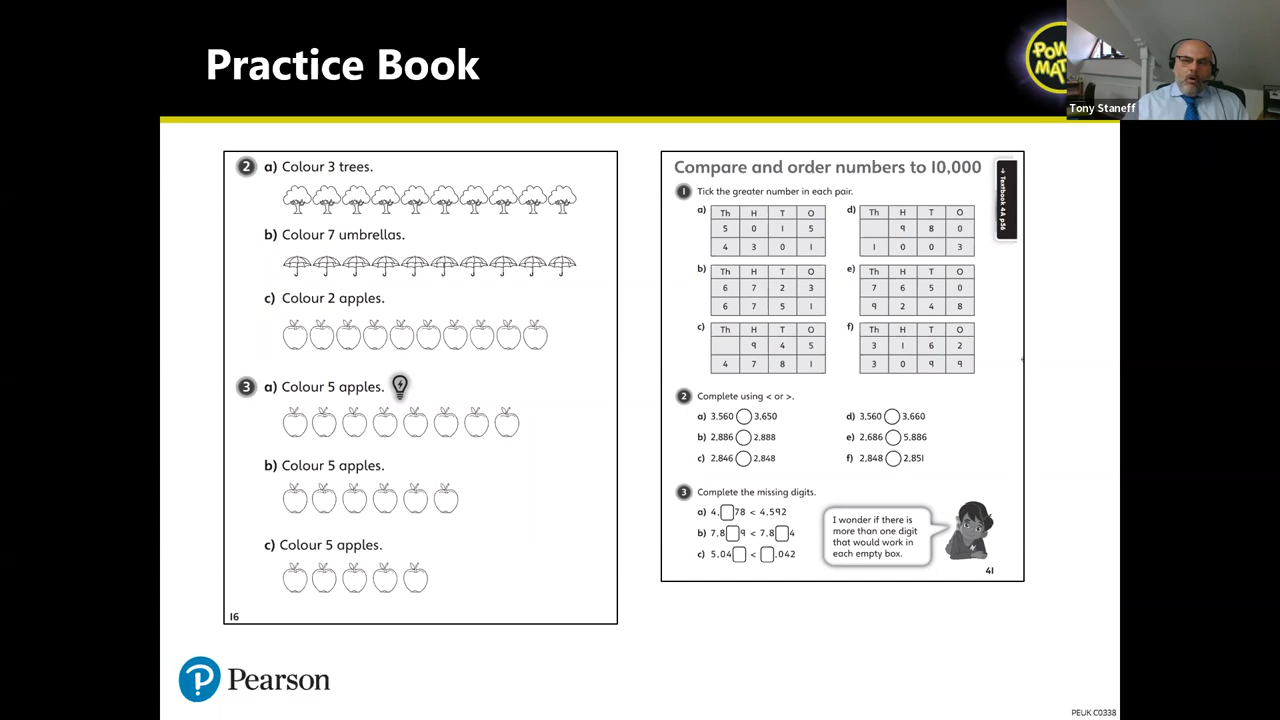 Practice Book
POW
MAT
Tony Staneff
2 a) Colour 3 trees.
b) Colour 7 umbrellas.
c) Colour 2 apples.
3 a) Colour 5 apples.
b) Colour 5 apples.
c) Colour 5 apples.
16
Compare and order numbers to 10,000
→ Textbook 4A p56
1 Tick the greater number in each pair.
a)
Th H T O
5 0 1 5
4 3 0 1
d)
Th H T O
9 8 0
1 0 0 3
b)
Th H T O
6 7 2 3
6 7 5 1
e)
Th H T O
7 6 5 0
9 2 4 8
c)
Th H T O
9 4 5
4 7 8 1
f)
Th H T O
3 1 6 2
3 0 9 9
2 Complete using < or >.
a) 3,560 3,650
d) 3,560 3,660
b) 2,886 2,888
e) 2,686 5,886
c) 2,846 2,848
f) 2,848 2,851
3 Complete the missing digits.
a) 4, 78 < 4,592
b) 7,8 9 < 7,8 4
c) 5,04 < ,042
I wonder if there is
more than one digit
that would work in
each empty box.
41
P Pearson
PEUK C0338